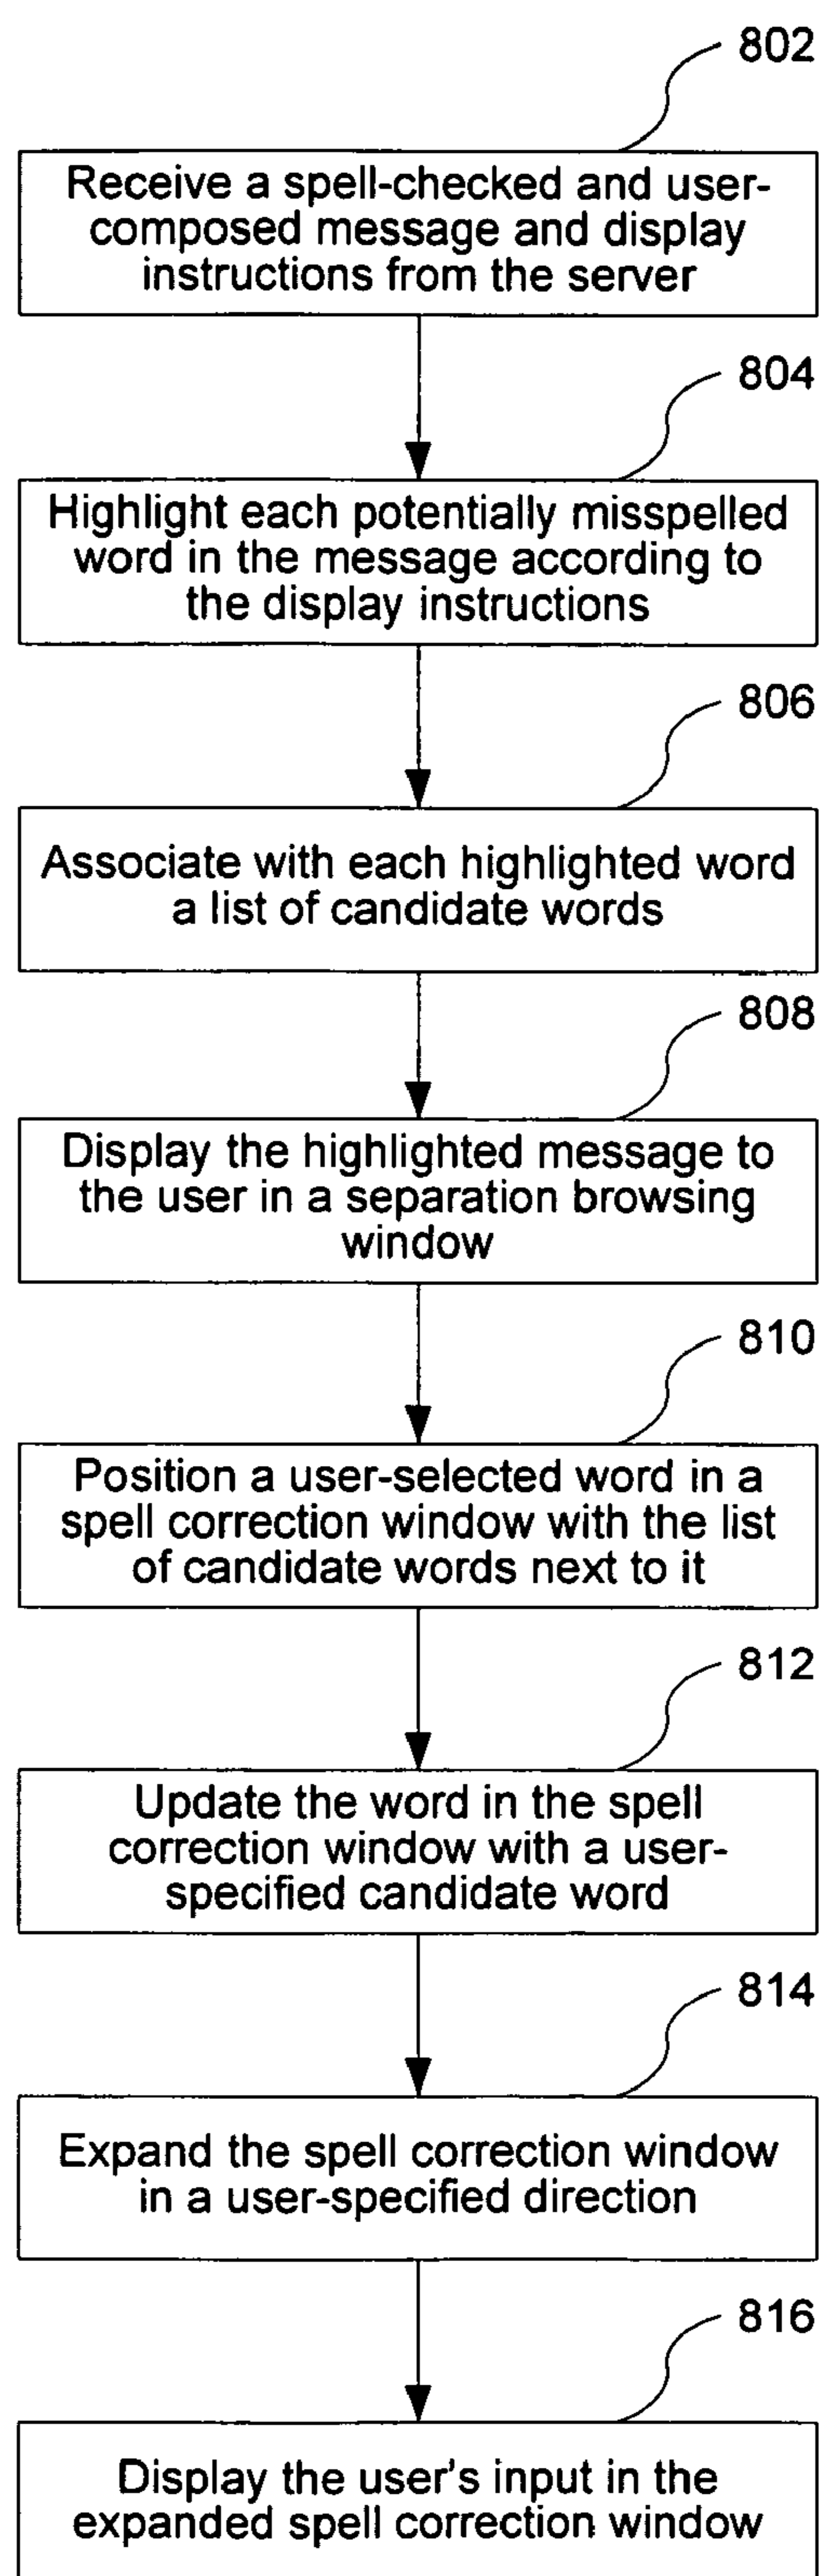 802
Receive a spell-checked and user-
composed message and display
instructions from the server
804
Highlight each potentially misspelled
word in the message according to
the display instructions
806
Associate with each highlighted word
a list of candidate words
808
Display the highlighted message to
the user in a separation browsing
window
810
Position a user-selected word in a
spell correction window with the list
of candidate words next to it
812
Update the word in the spell
correction window with a user-
specified candidate word
814
Expand the spell correction window
in a user-specified direction
816
Display the user's input in the
expanded spell correction window